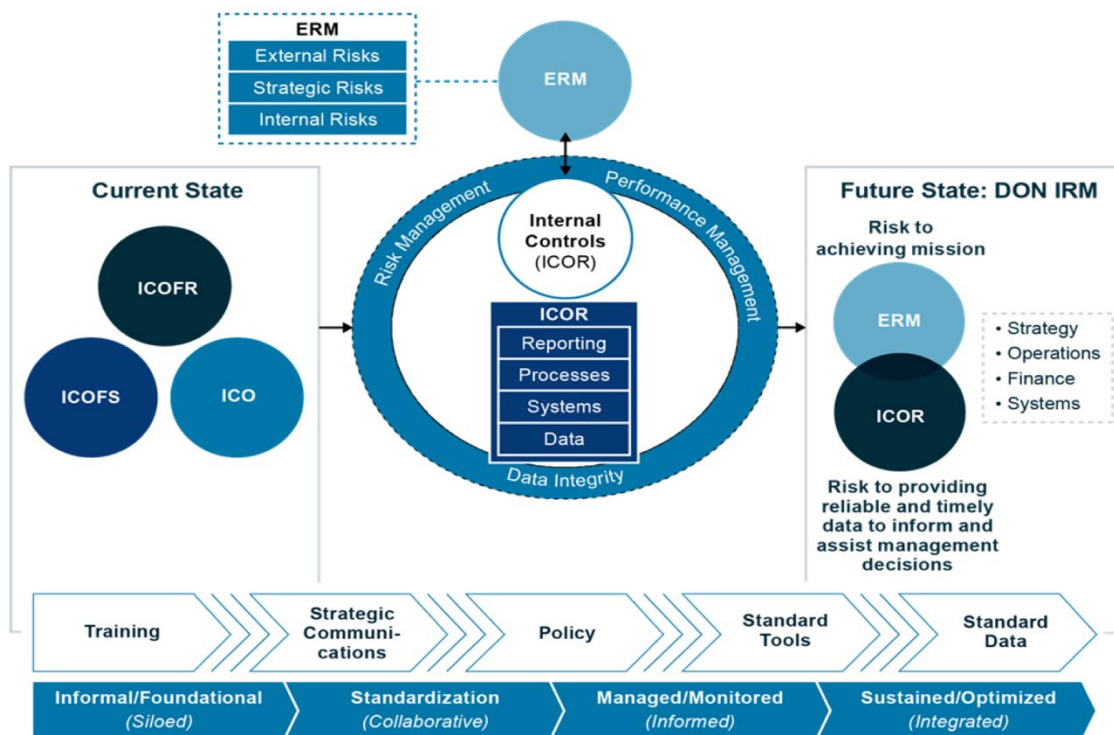 ERM
External Risks
Strategic Risks
Internal Risks
ERM
Current State
ICOFR
ICOFS
ICO
Risk Management
Performance Management
Internal
Controls
(ICOR)
ICOR
Reporting
Processes
Systems
Data
Data Integrity
Future State: DON IRM
Risk to
achieving mission
ERM
ICOR
• Strategy
• Operations
• Finance
• Systems
Risk to providing
reliable and timely
data to inform and
assist management
decisions
Training
Strategic
Communi-
cations
Policy
Standard
Tools
Standard
Data
Informal/Foundational
(Siloed)
Standardization
(Collaborative)
Managed/Monitored
(Informed)
Sustained/Optimized
(Integrated)